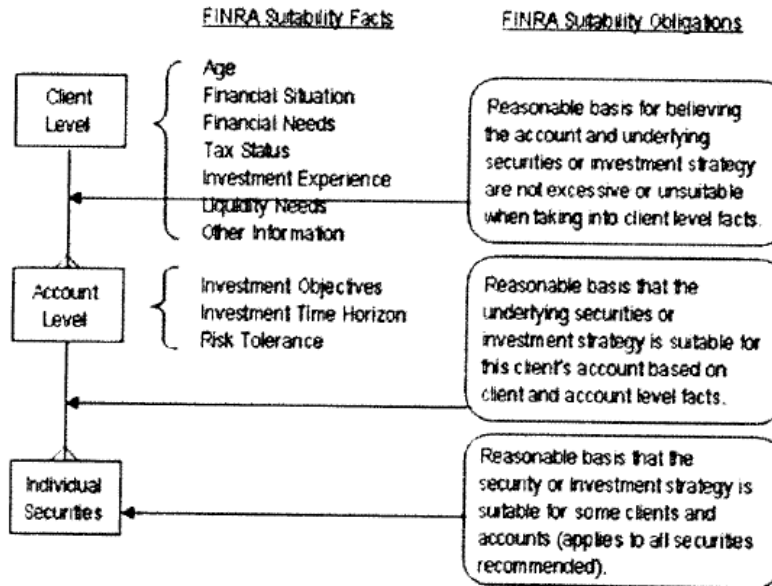 FINRA Suitability Facts
FINRA Suitability Obligations
Client
Level
Age
Financial Situation
Financial Needs
Tax Status
Investment Experience
Liquidity Needs
Other Information
Reasonable basis for believing
the account and underlying
securities or investment strategy
are not excessive or unsuitable
when taking into client level facts.
Account
Level
Investment Objectives
Investment Time Horizon
Risk Tolerance
Reasonable basis that the
underlying securities or
investment strategy is suitable for
this client's account based on
client and account level facts.
Individual
Securities
Reasonable basis that the
security or investment strategy is
suitable for some clients and
accounts (applies to all securities
recommended).